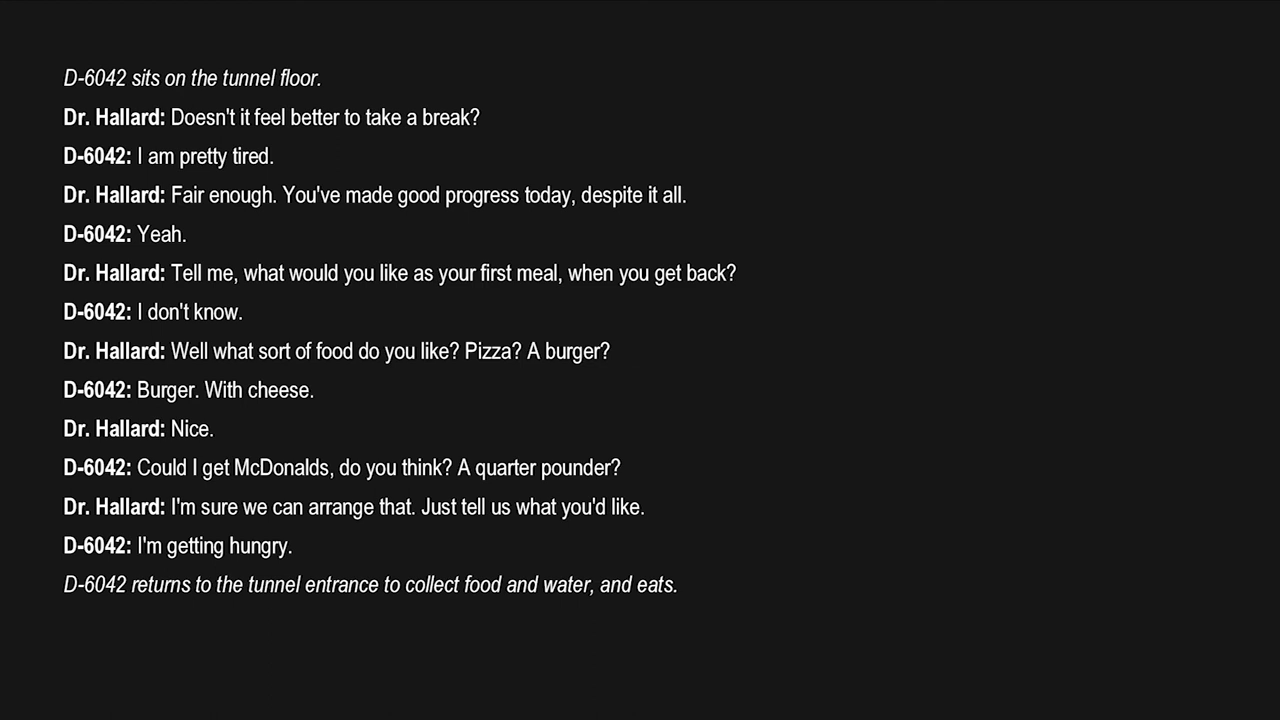 D-6042 sits on the tunnel floor.
Dr. Hallard: Doesn't it feel better to take a break?
D-6042: I am pretty tired.
Dr. Hallard: Fair enough. You've made good progress today, despite it all.
D-6042: Yeah.
Dr. Hallard: Tell me, what would you like as your first meal, when you get back?
D-6042: I don't know.
Dr. Hallard: Well what sort of food do you like? Pizza? A burger?
D-6042: Burger. With cheese.
Dr. Hallard: Nice.
D-6042: Could I get McDonalds, do you think? A quarter pounder?
Dr. Hallard: I'm sure we can arrange that. Just tell us what you'd like.
D-6042: I'm getting hungry.
D-6042 returns to the tunnel entrance to collect food and water, and eats.